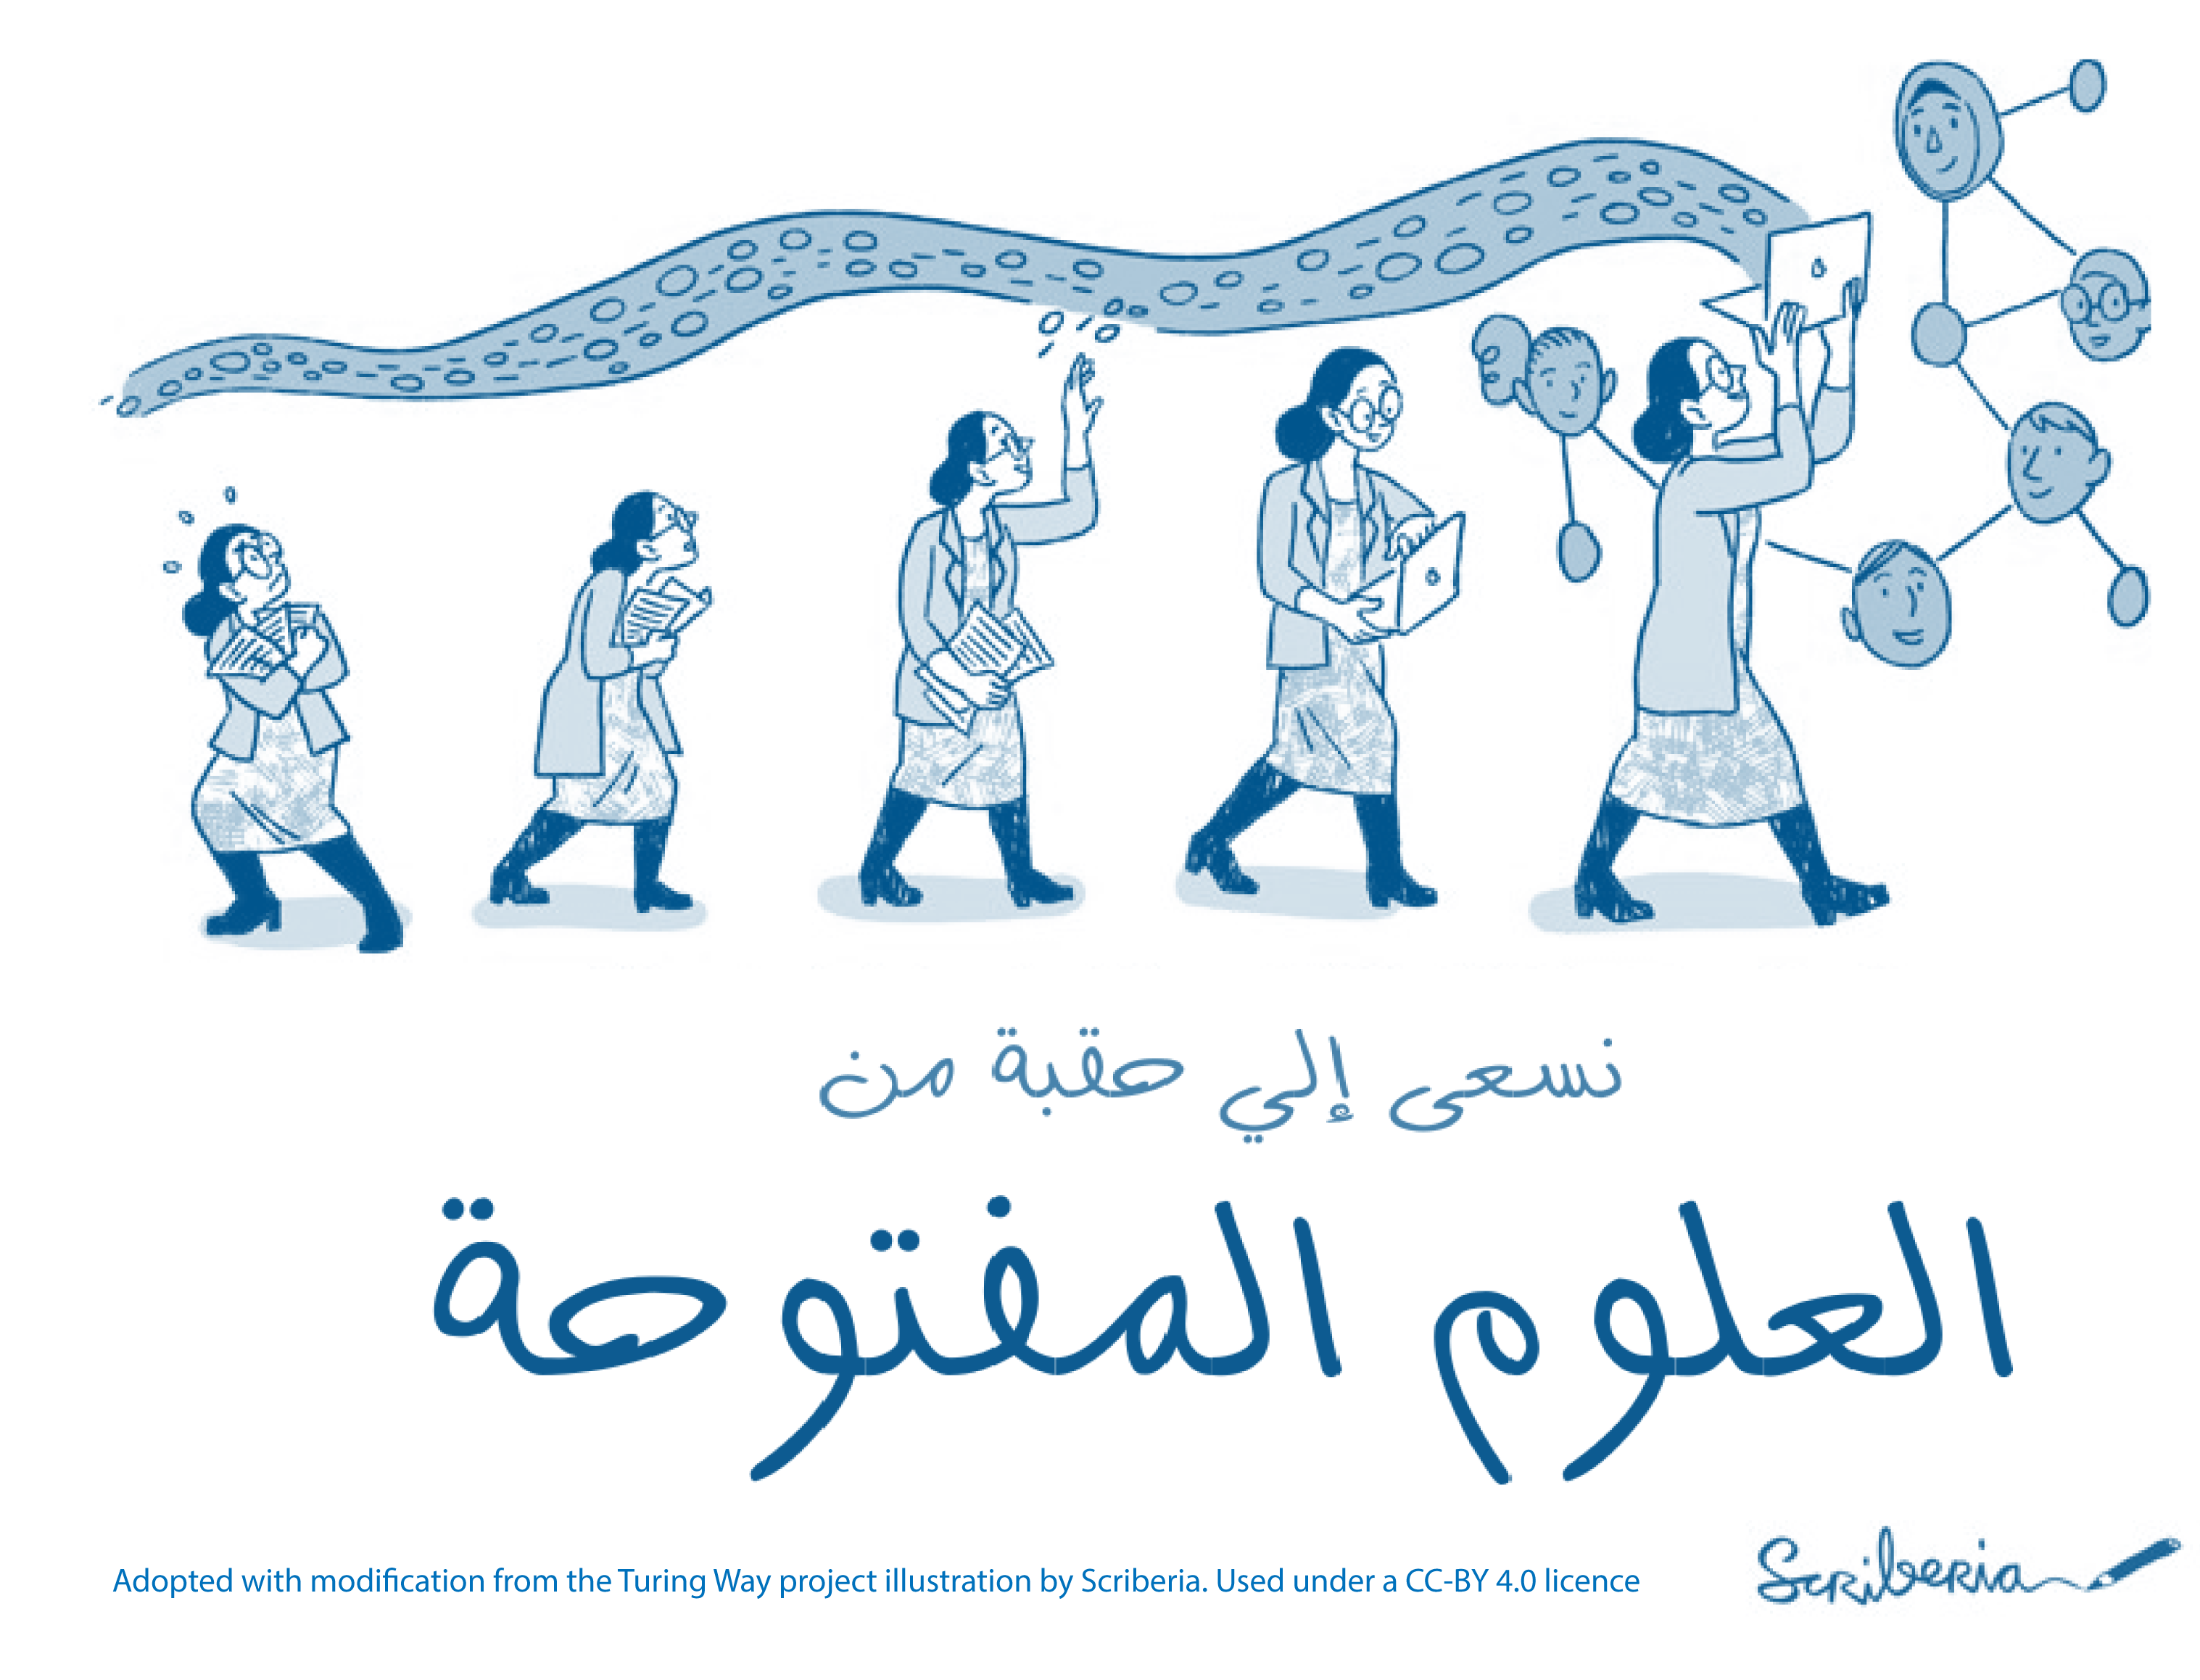 نسعى إلي حقبة من
العلوم المفتوحة
Adopted with modification from the Turing Way project illustration by Scriberia. Used under a CC-BY 4.0 licence
Scriberia